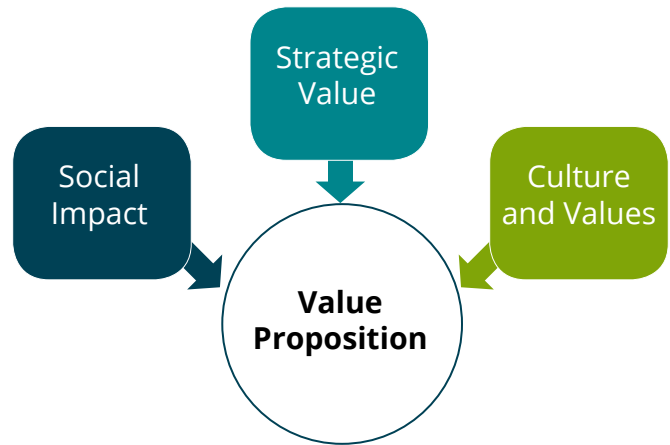 Strategic
Value
Social
Impact
Culture
and Values
Value
Proposition